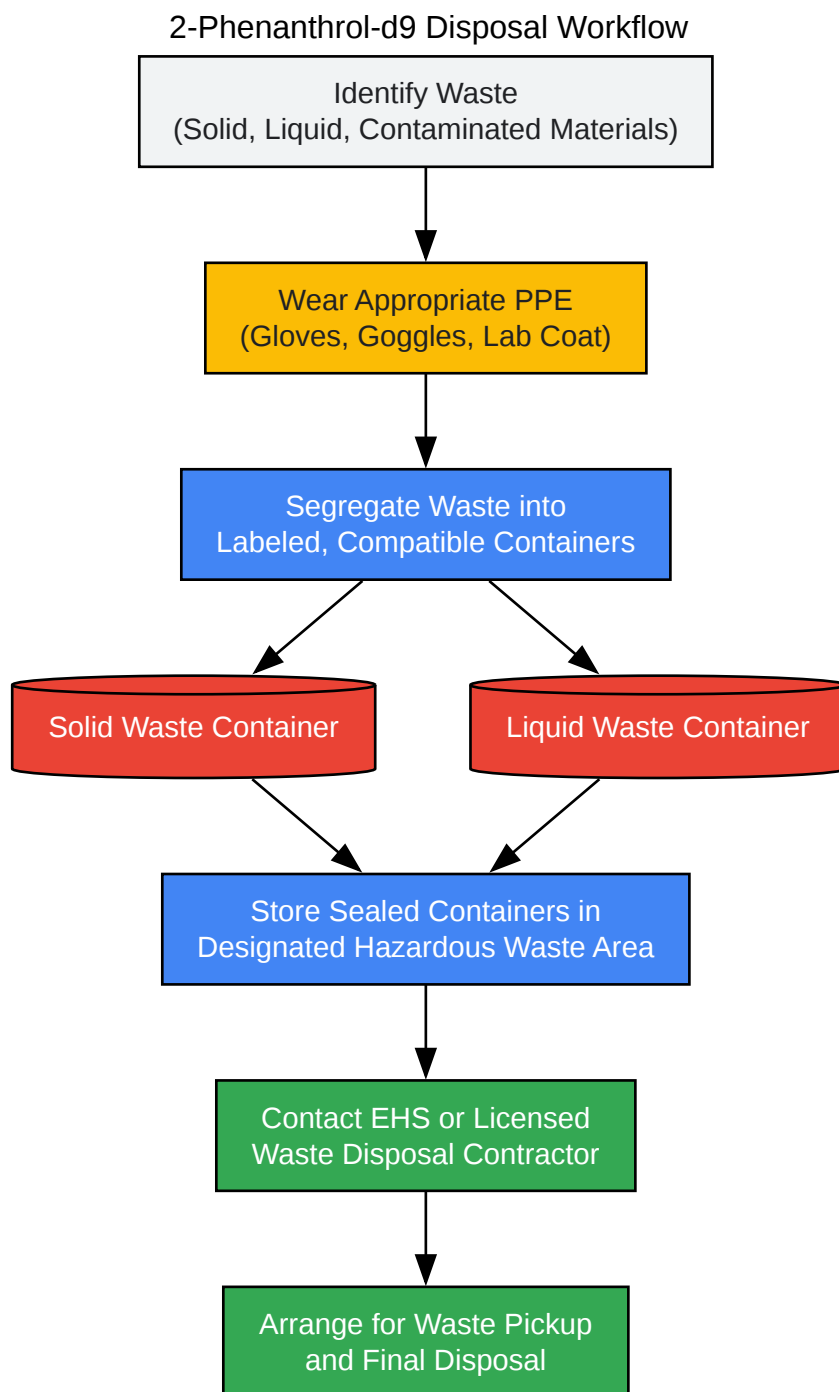 2-Phenanthrol-d9 Disposal Workflow
Identify Waste
(Solid, Liquid, Contaminated Materials)
Wear Appropriate PPE
(Gloves, Goggles, Lab Coat)
Segregate Waste into
Labeled, Compatible Containers
Solid Waste Container
Liquid Waste Container
Store Sealed Containers in
Designated Hazardous Waste Area
Contact EHS or Licensed
Waste Disposal Contractor
Arrange for Waste Pickup
and Final Disposal